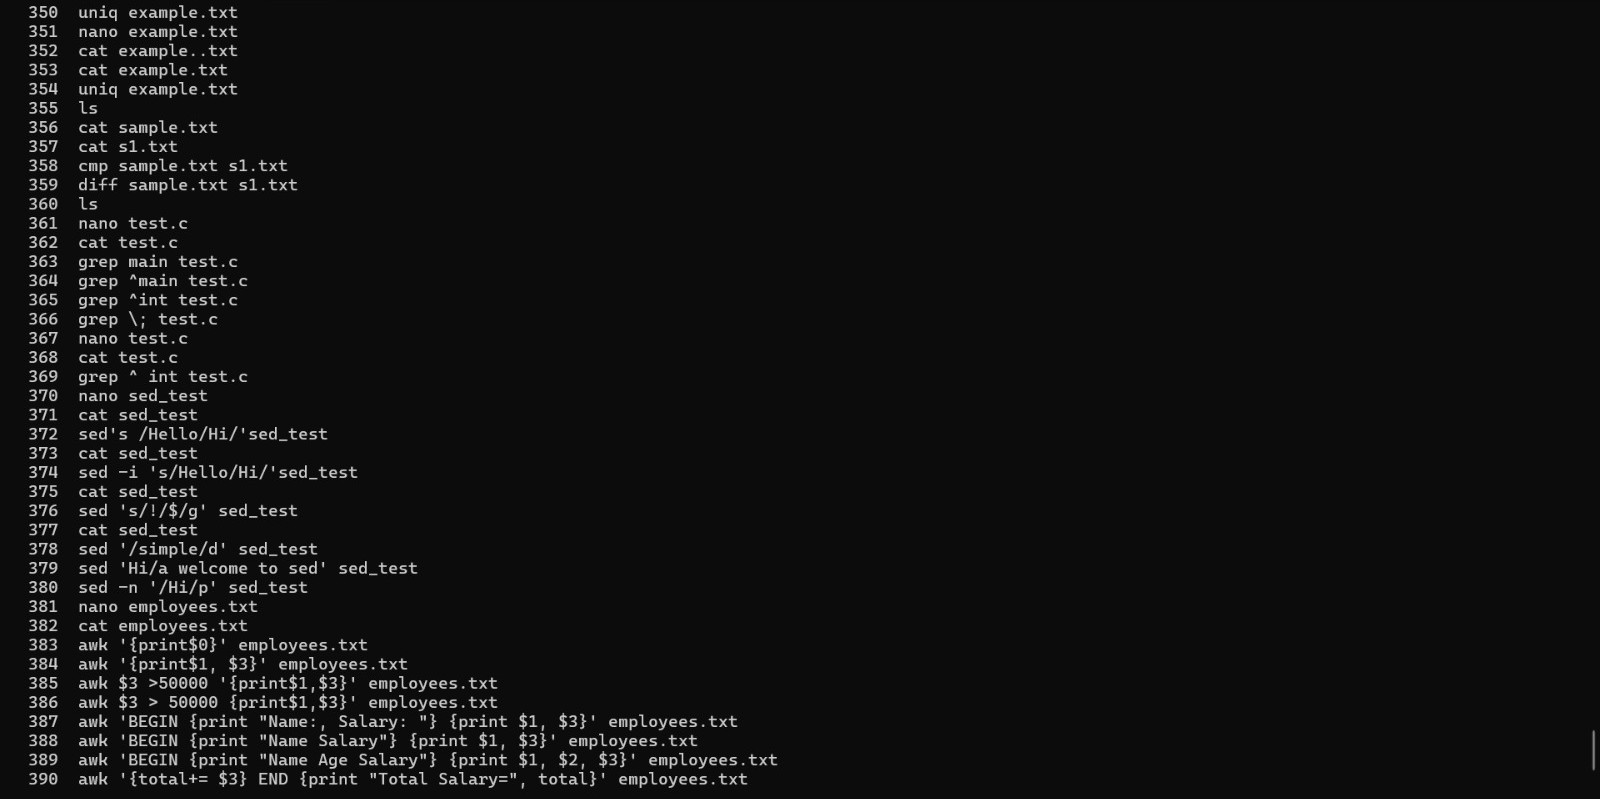 350 uniq example.txt
351 nano example.txt
352 cat example..txt
353 cat example.txt
354 uniq example.txt
355 ls
356 cat sample.txt
357 cat s1.txt
358 cmp sample.txt s1.txt
359 diff sample.txt s1.txt
360 ls
361 nano test.c
362 cat test.c
363 grep main test.c
364 grep ^main test.c
365 grep ^int test.c
366 grep \; test.c
367 nano test.c
368 cat test.c
369 grep ^ int test.c
370 nano sed_test
371 cat sed_test
372 sed's /Hello/Hi/'sed_test
373 cat sed_test
374 sed -i 's/Hello/Hi/'sed_test
375 cat sed_test
376 sed 's/!/$/g' sed_test
377 cat sed_test
378 sed '/simple/d' sed_test
379 sed 'Hi/a welcome to sed' sed_test
380 sed -n '/Hi/p' sed_test
381 nano employees.txt
382 cat employees.txt
383 awk '{print$0}' employees.txt
384 awk '{print$1, $3}' employees.txt
385 awk $3 >50000 '{print$1,$3}' employees.txt
386 awk $3 > 50000 {print$1,$3}' employees.txt
387 awk 'BEGIN {print "Name:, Salary: "} {print $1, $3}' employees.txt
388 awk 'BEGIN {print "Name Salary"} {print $1, $3}' employees.txt
389 awk 'BEGIN {print "Name Age Salary"} {print $1, $2, $3}' employees.txt
390 awk '{total+= $3} END {print "Total Salary=", total}' employees.txt